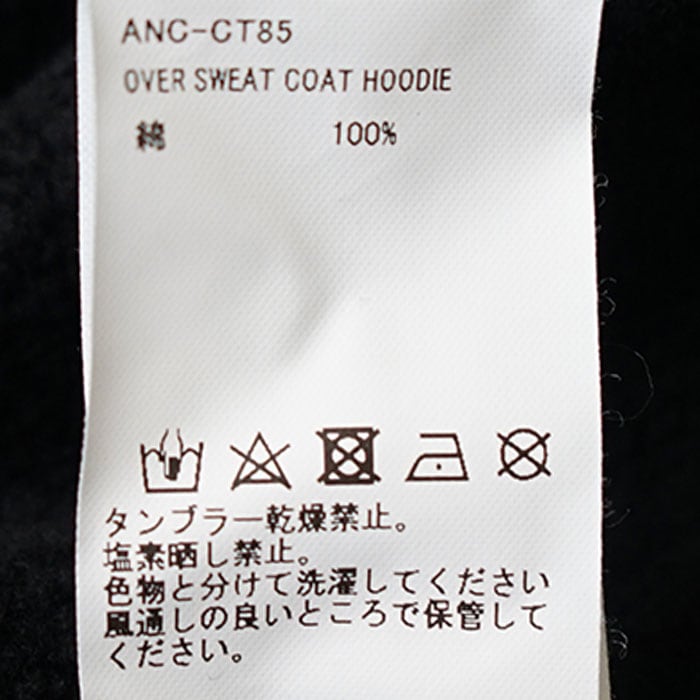 ANC-CT85
OVER SWEAT COAT HOODIE
綿 100%
タンブラー乾燥禁止。
塩素晒し禁止。
色物と分けて洗濯してください
風通しの良いところで保管して
ください。